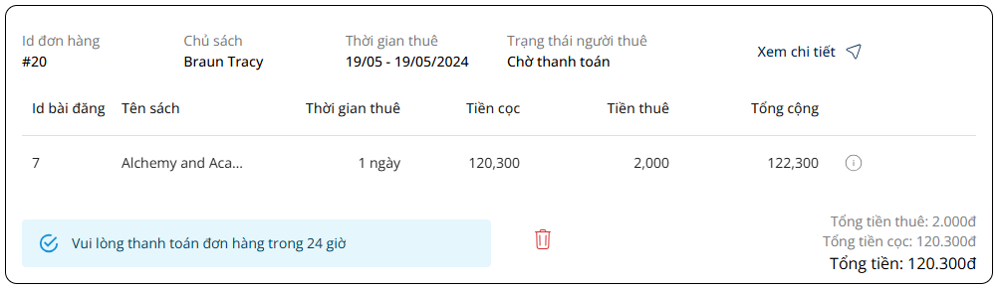 Id đơn hàng Chủ sách Thời gian thuê Trạng thái người thuê
#20 Braun Tracy 19/05 - 19/05/2024 Chờ thanh toán Xem chi tiết
Id bài đăng Tên sách Thời gian thuê Tiền cọc Tiền thuê Tổng cộng
7 Alchemy and Aca... 1 ngày 120,300 2,000 122,300
Vui lòng thanh toán đơn hàng trong 24 giờ
Tổng tiền thuê: 2.000đ
Tổng tiền cọc: 120.300đ
Tổng tiền: 120.300đ